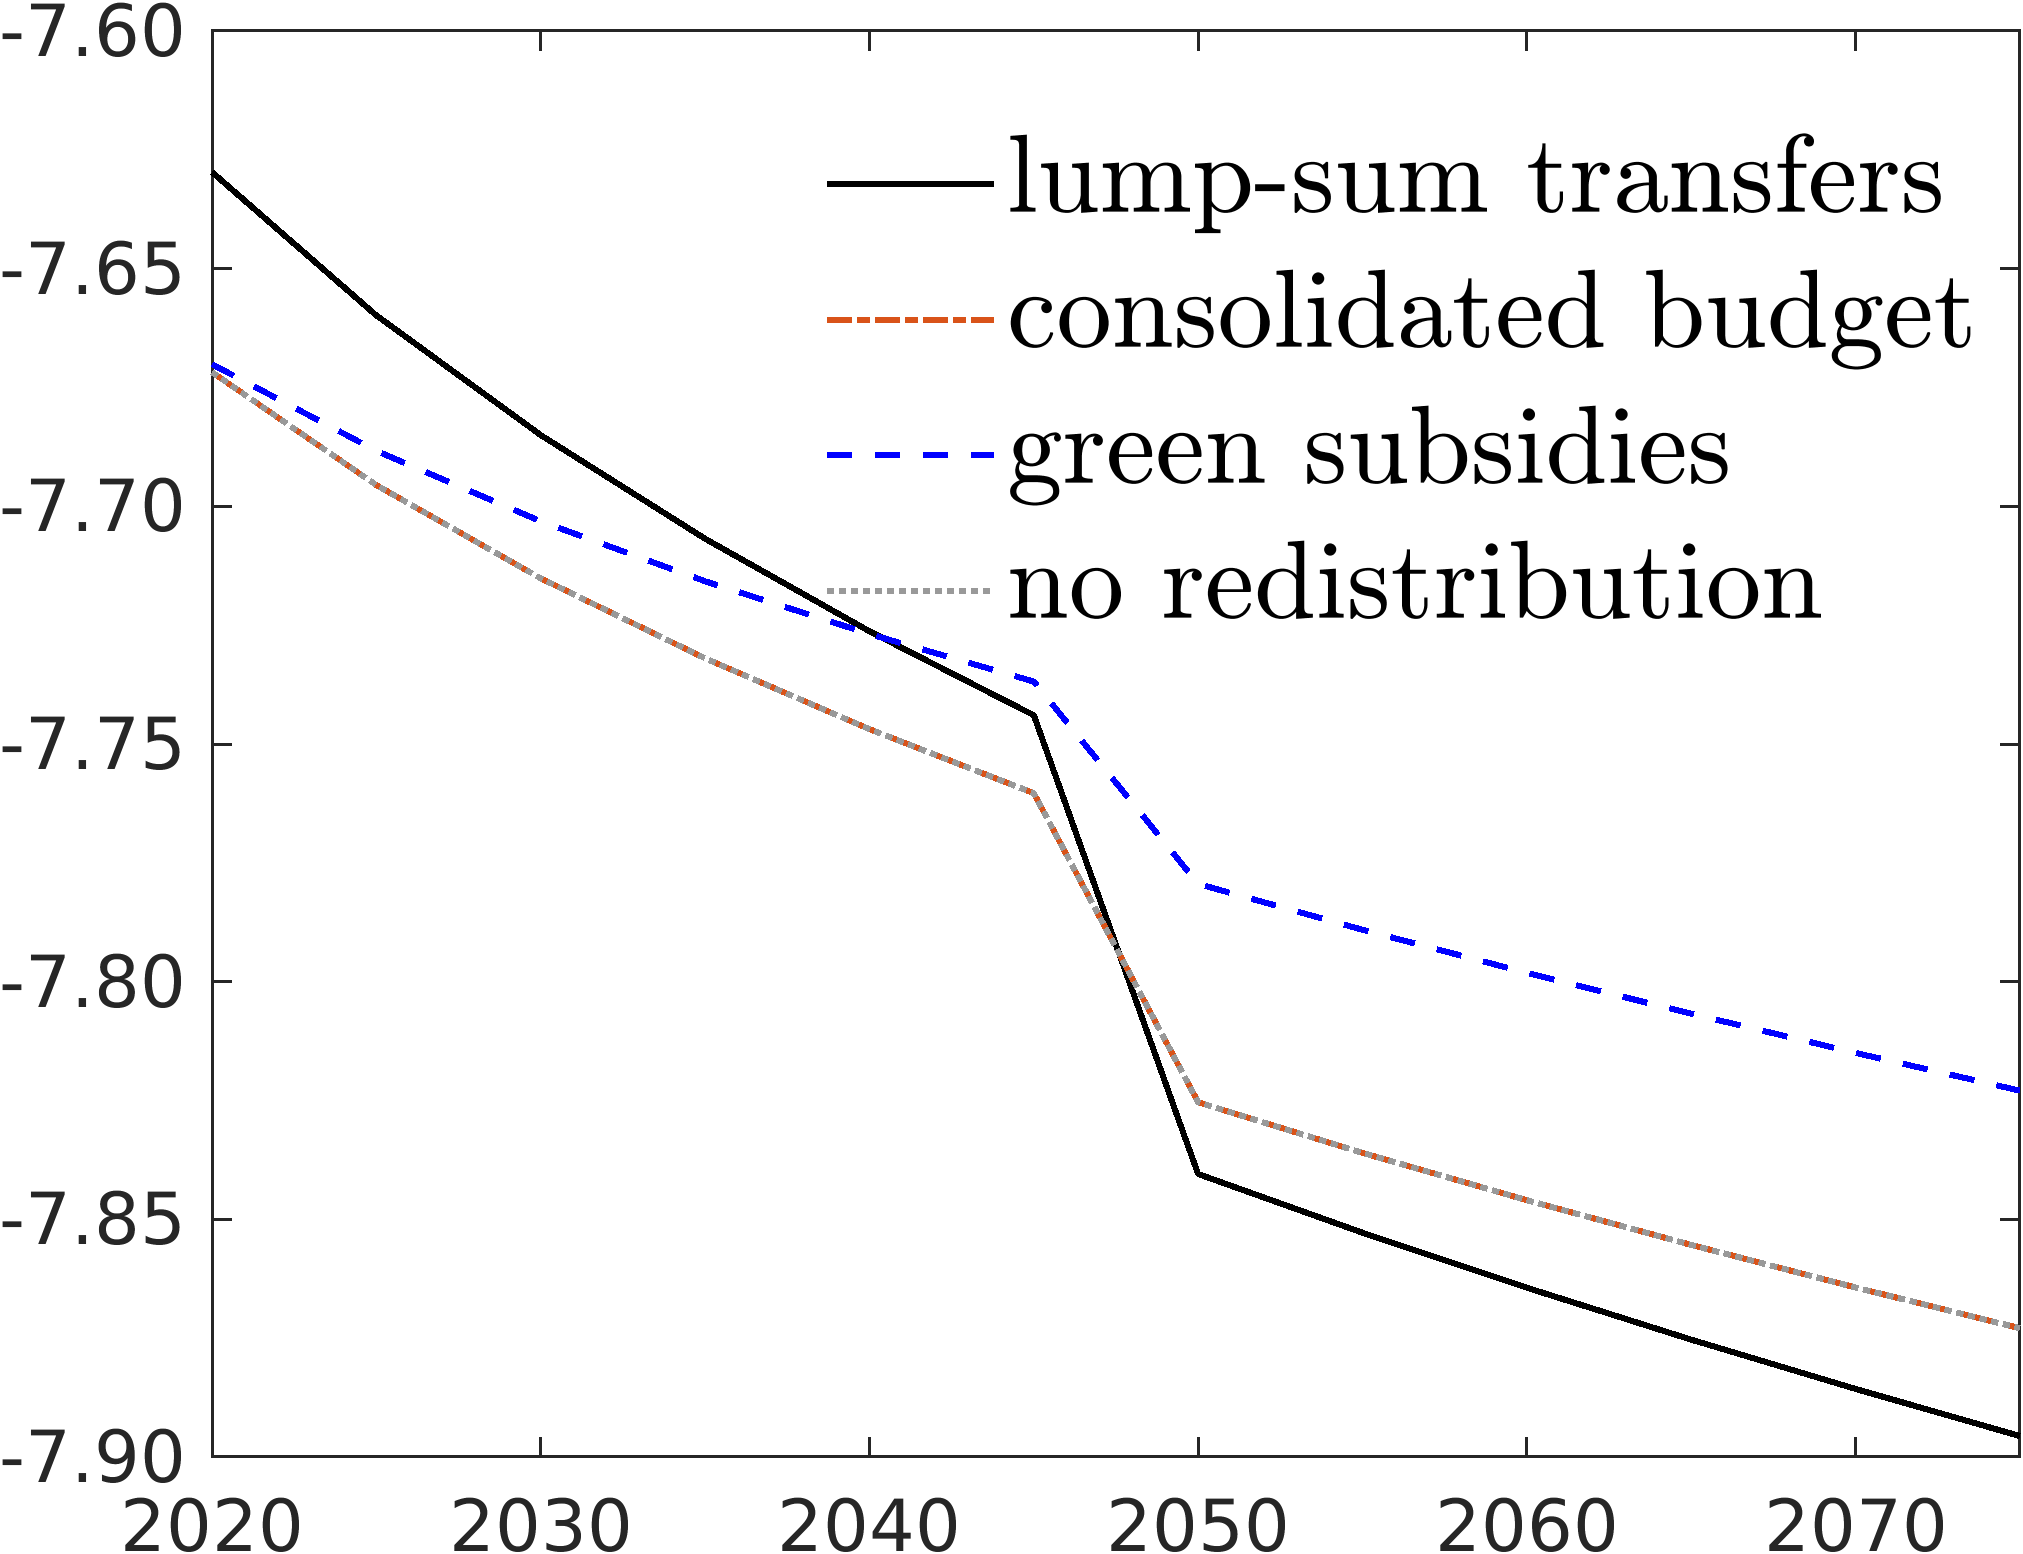 -7.60
-7.65
-7.70
-7.75
-7.80
-7.85
-7.90
lump-sum transfers
consolidated budget
green subsidies
no redistribution
2020 2030 2040 2050 2060 2070